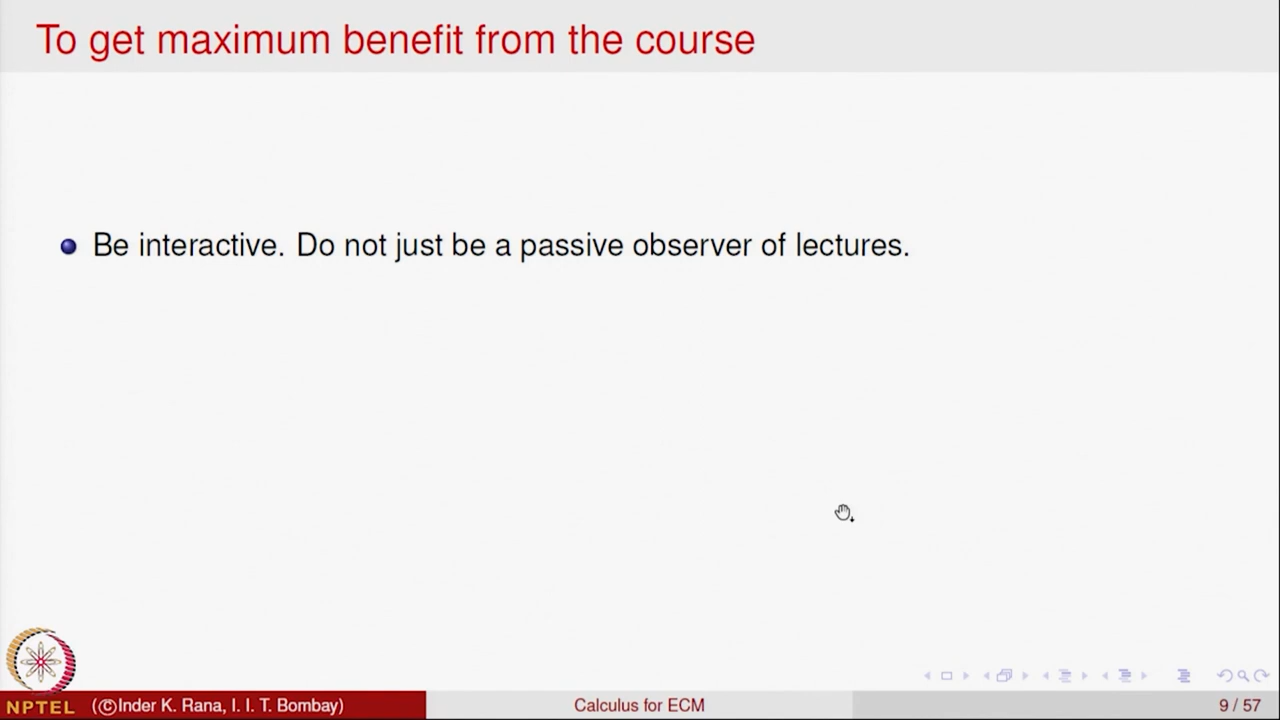 To get maximum benefit from the course
Be interactive. Do not just be a passive observer of lectures.
NPTEL
(©Inder K. Rana, I. I. T. Bombay)
Calculus for ECM
9 / 57